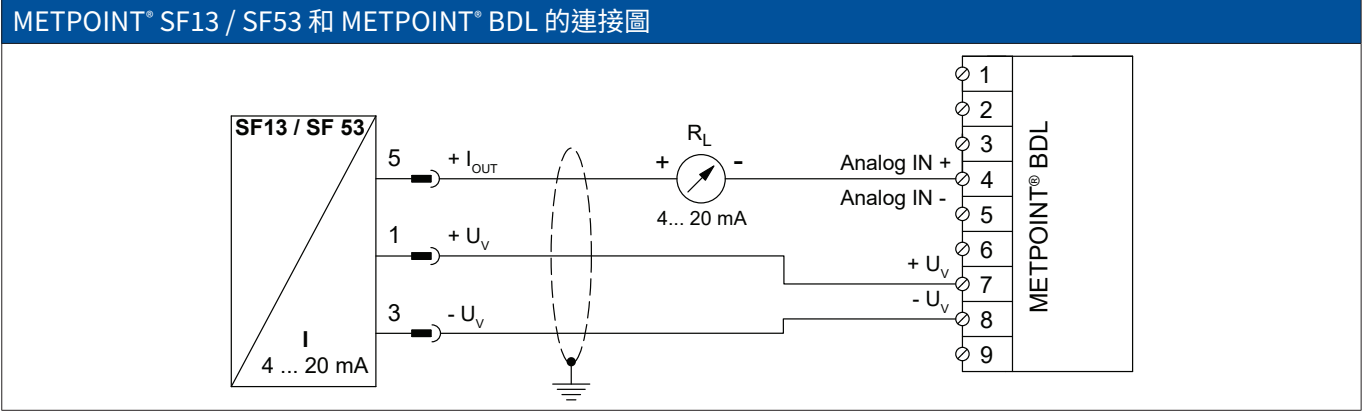 METPOINT® SF13 / SF53 和 METPOINT® BDL 的連接圖
SF13 / SF 53
I
4 ... 20 mA
5
+ IOUT
1
+ UV
3
- UV
RL
+
-
4... 20 mA
Analog IN +
Analog IN -
+ UV
- UV
1
2
3
4
5
6
7
8
9
METPOINT® BDL